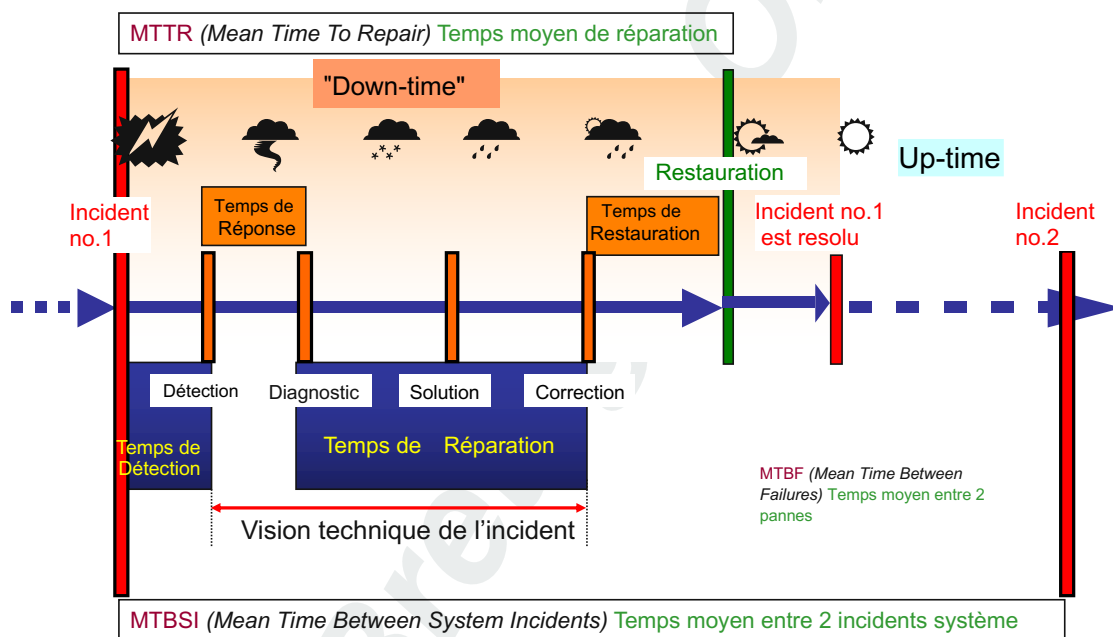 MTTR (Mean Time To Repair) Temps moyen de réparation
"Down-time"
Up-time
Restauration
Incident
no.1
Temps de
Réponse
Temps de
Restauration
Incident no.1
est resolu
Incident
no.2
Détection
Diagnostic
Solution
Correction
Temps de
Détection
Temps de Réparation
Vision technique de l'incident
MTBF (Mean Time Between
Failures) Temps moyen entre 2
pannes
MTBSI (Mean Time Between System Incidents) Temps moyen entre 2 incidents système